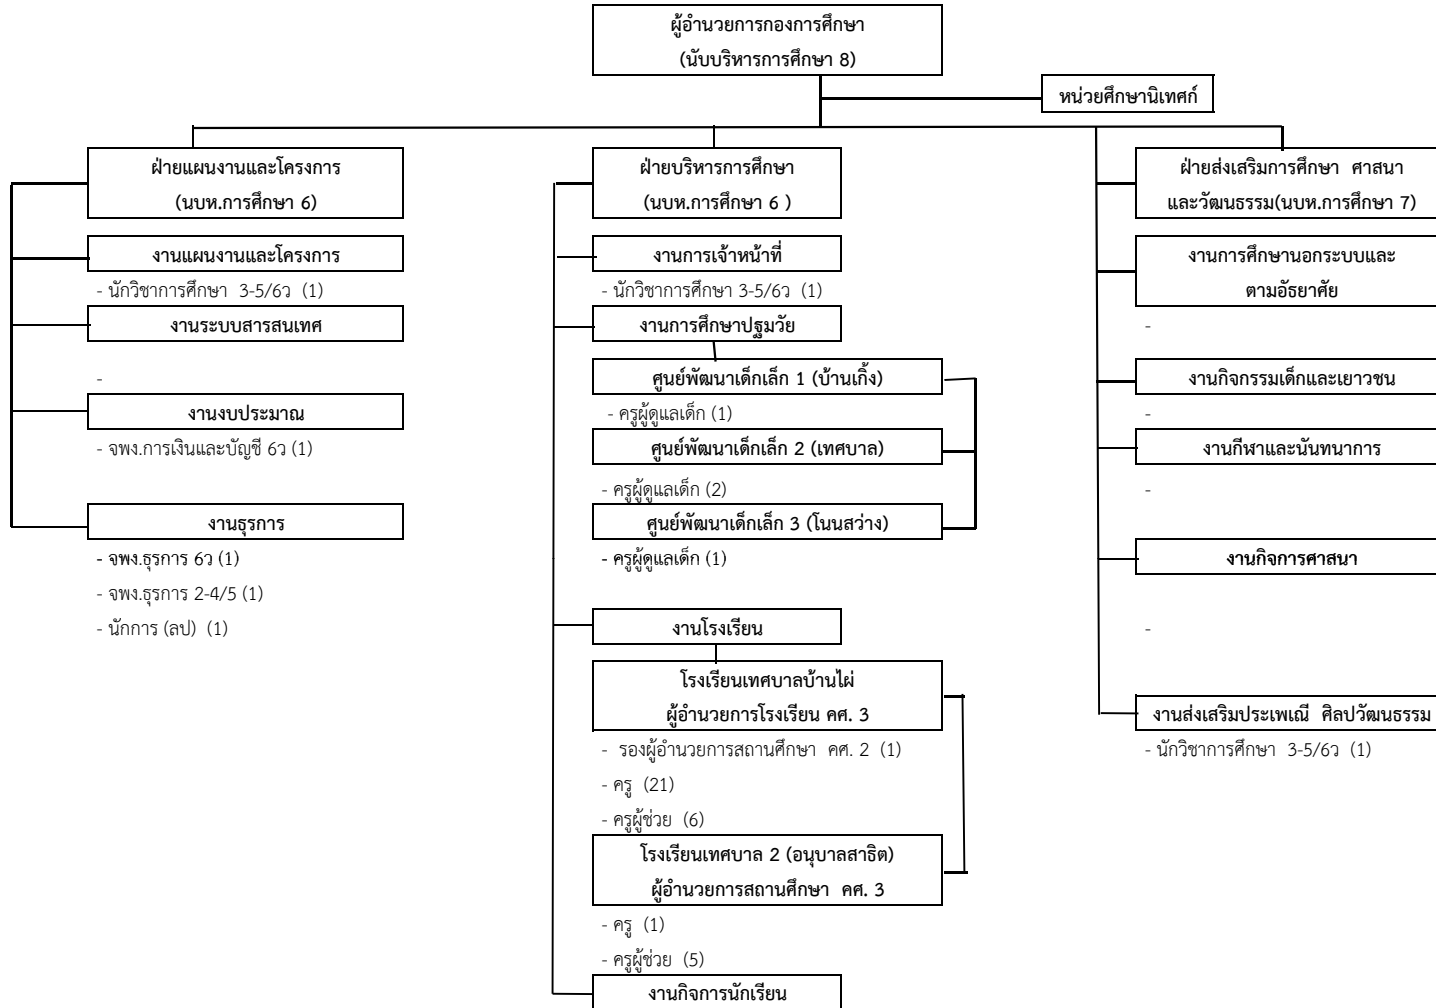 ผู้อำนวยการกองการศึกษา
(นับบริหารการศึกษา 8)
หน่วยศึกษานิเทศก์
ฝ่ายแผนงานและโครงการ
(นบห.การศึกษา 6)
งานแผนงานและโครงการ
- นักวิชาการศึกษา 3-5/6ว (1)
งานระบบสารสนเทศ
-
งานงบประมาณ
- จพง.การเงินและบัญชี 6ว (1)
งานธุรการ
- จพง.ธุรการ 6ว (1)
- จพง.ธุรการ 2-4/5 (1)
- นักการ (ลป) (1)
ฝ่ายบริหารการศึกษา
(นบห.การศึกษา 6 )
งานการเจ้าหน้าที่
- นักวิชาการศึกษา 3-5/6ว (1)
งานการศึกษาปฐมวัย
ศูนย์พัฒนาเด็กเล็ก 1 (บ้านเกิ้ง)
- ครูผู้ดูแลเด็ก (1)
ศูนย์พัฒนาเด็กเล็ก 2 (เทศบาล)
- ครูผู้ดูแลเด็ก (2)
ศูนย์พัฒนาเด็กเล็ก 3 (โนนสว่าง)
- ครูผู้ดูแลเด็ก (1)
งานโรงเรียน
โรงเรียนเทศบาลบ้านไผ่
ผู้อำนวยการโรงเรียน คศ. 3
- รองผู้อำนวยการสถานศึกษา คศ. 2 (1)
- ครู (21)
- ครูผู้ช่วย (6)
โรงเรียนเทศบาล 2 (อนุบาลสาธิต)
ผู้อำนวยการสถานศึกษา คศ. 3
- ครู (1)
- ครูผู้ช่วย (5)
งานกิจการนักเรียน
ฝ่ายส่งเสริมการศึกษา ศาสนา
และวัฒนธรรม(นบห.การศึกษา 7)
งานการศึกษานอกระบบและ
ตามอัธยาศัย
-
งานกิจกรรมเด็กและเยาวชน
-
งานกีฬาและนันทนาการ
-
งานกิจการศาสนา
-
งานส่งเสริมประเพเณี ศิลปวัฒนธรรม
- นักวิชาการศึกษา 3-5/6ว (1)